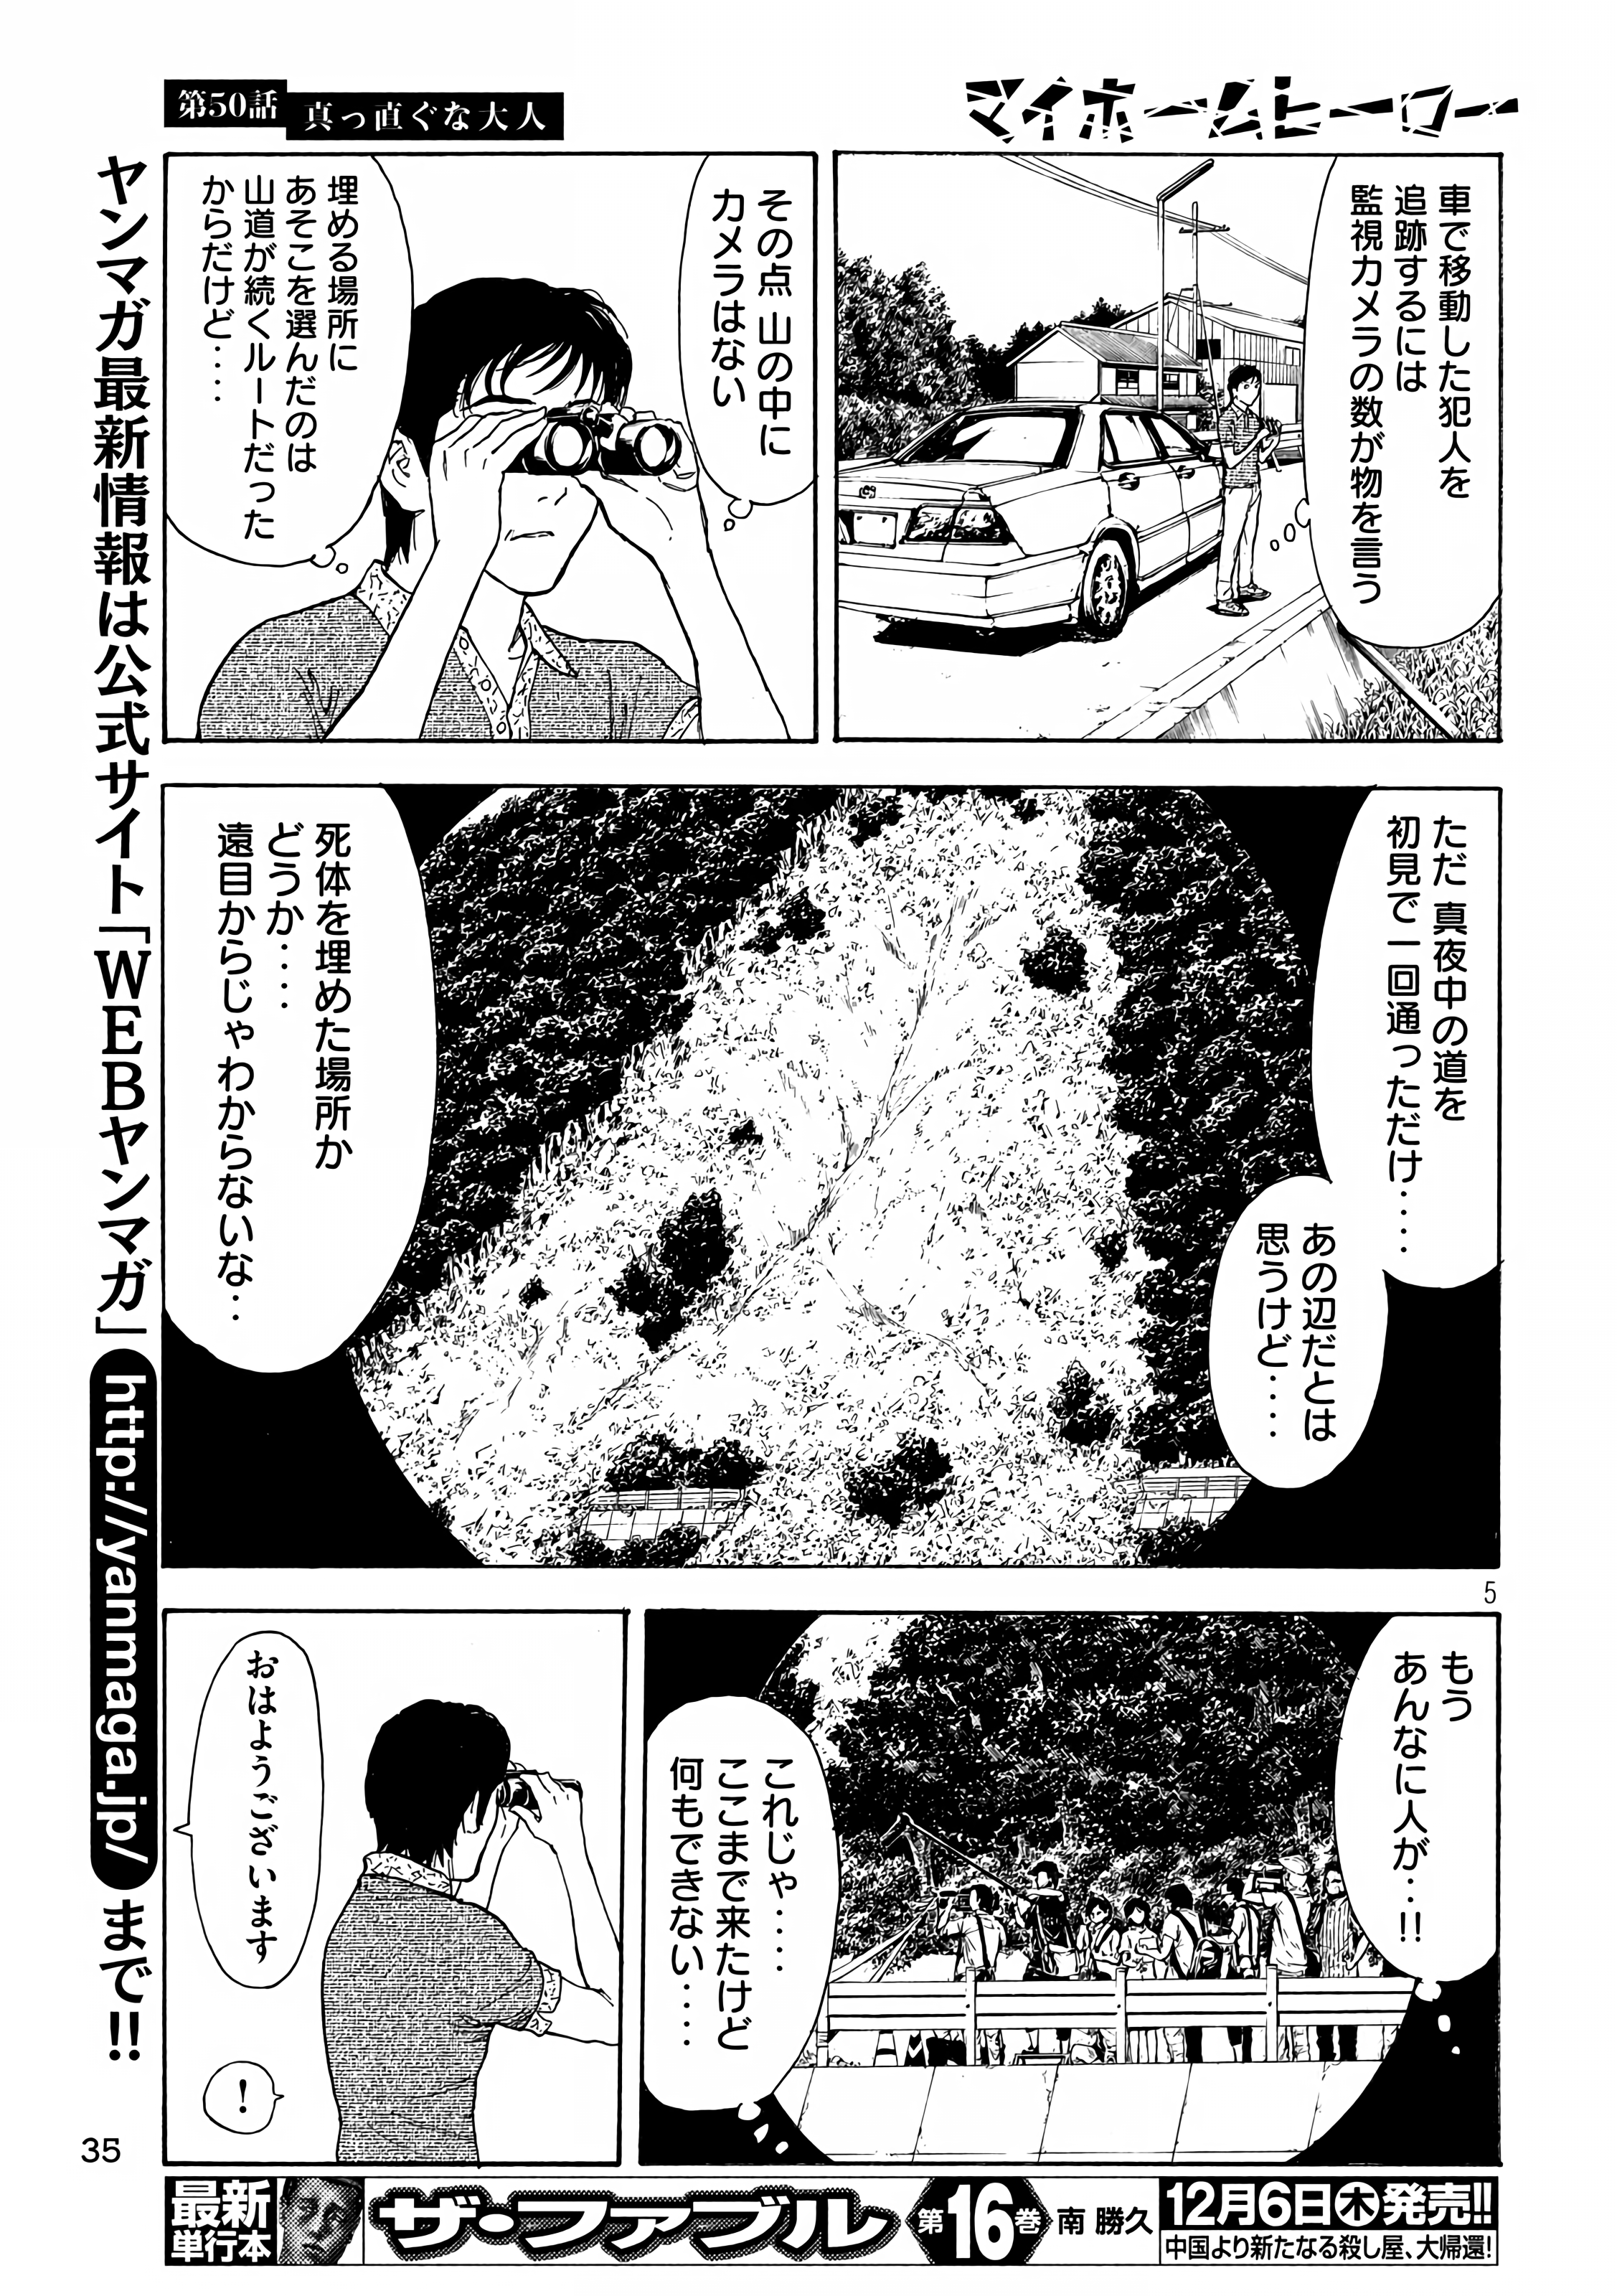 マイホームヒーロー
第50話
真っ直ぐな大人
車で移動した犯人を
追跡するには
監視カメラの数が物を言う
その点 山の中に
カメラはない
埋める場所に
あそこを選んだのは
山道が続くルートだった
からだけど‥‥
ただ 真夜中の道を
初見で一回通っただけ‥‥
あの辺だとは
思うけど‥‥
死体を埋めた場所か
どうか‥‥
遠目からじゃわからないな‥
5
もう
あんなに人が‥!!
これじゃ‥‥
ここまで来たけど
何もできない‥‥
おはようございます
!
ヤンマガ最新情報は公式サイト「WEBヤンマガ」http://yanmaga.jp/まで!!
35
最新
単行本
ザ・ファブル
第16巻
南 勝久
12月6日(木)発売!!
中国より新たなる殺し屋、大帰還!